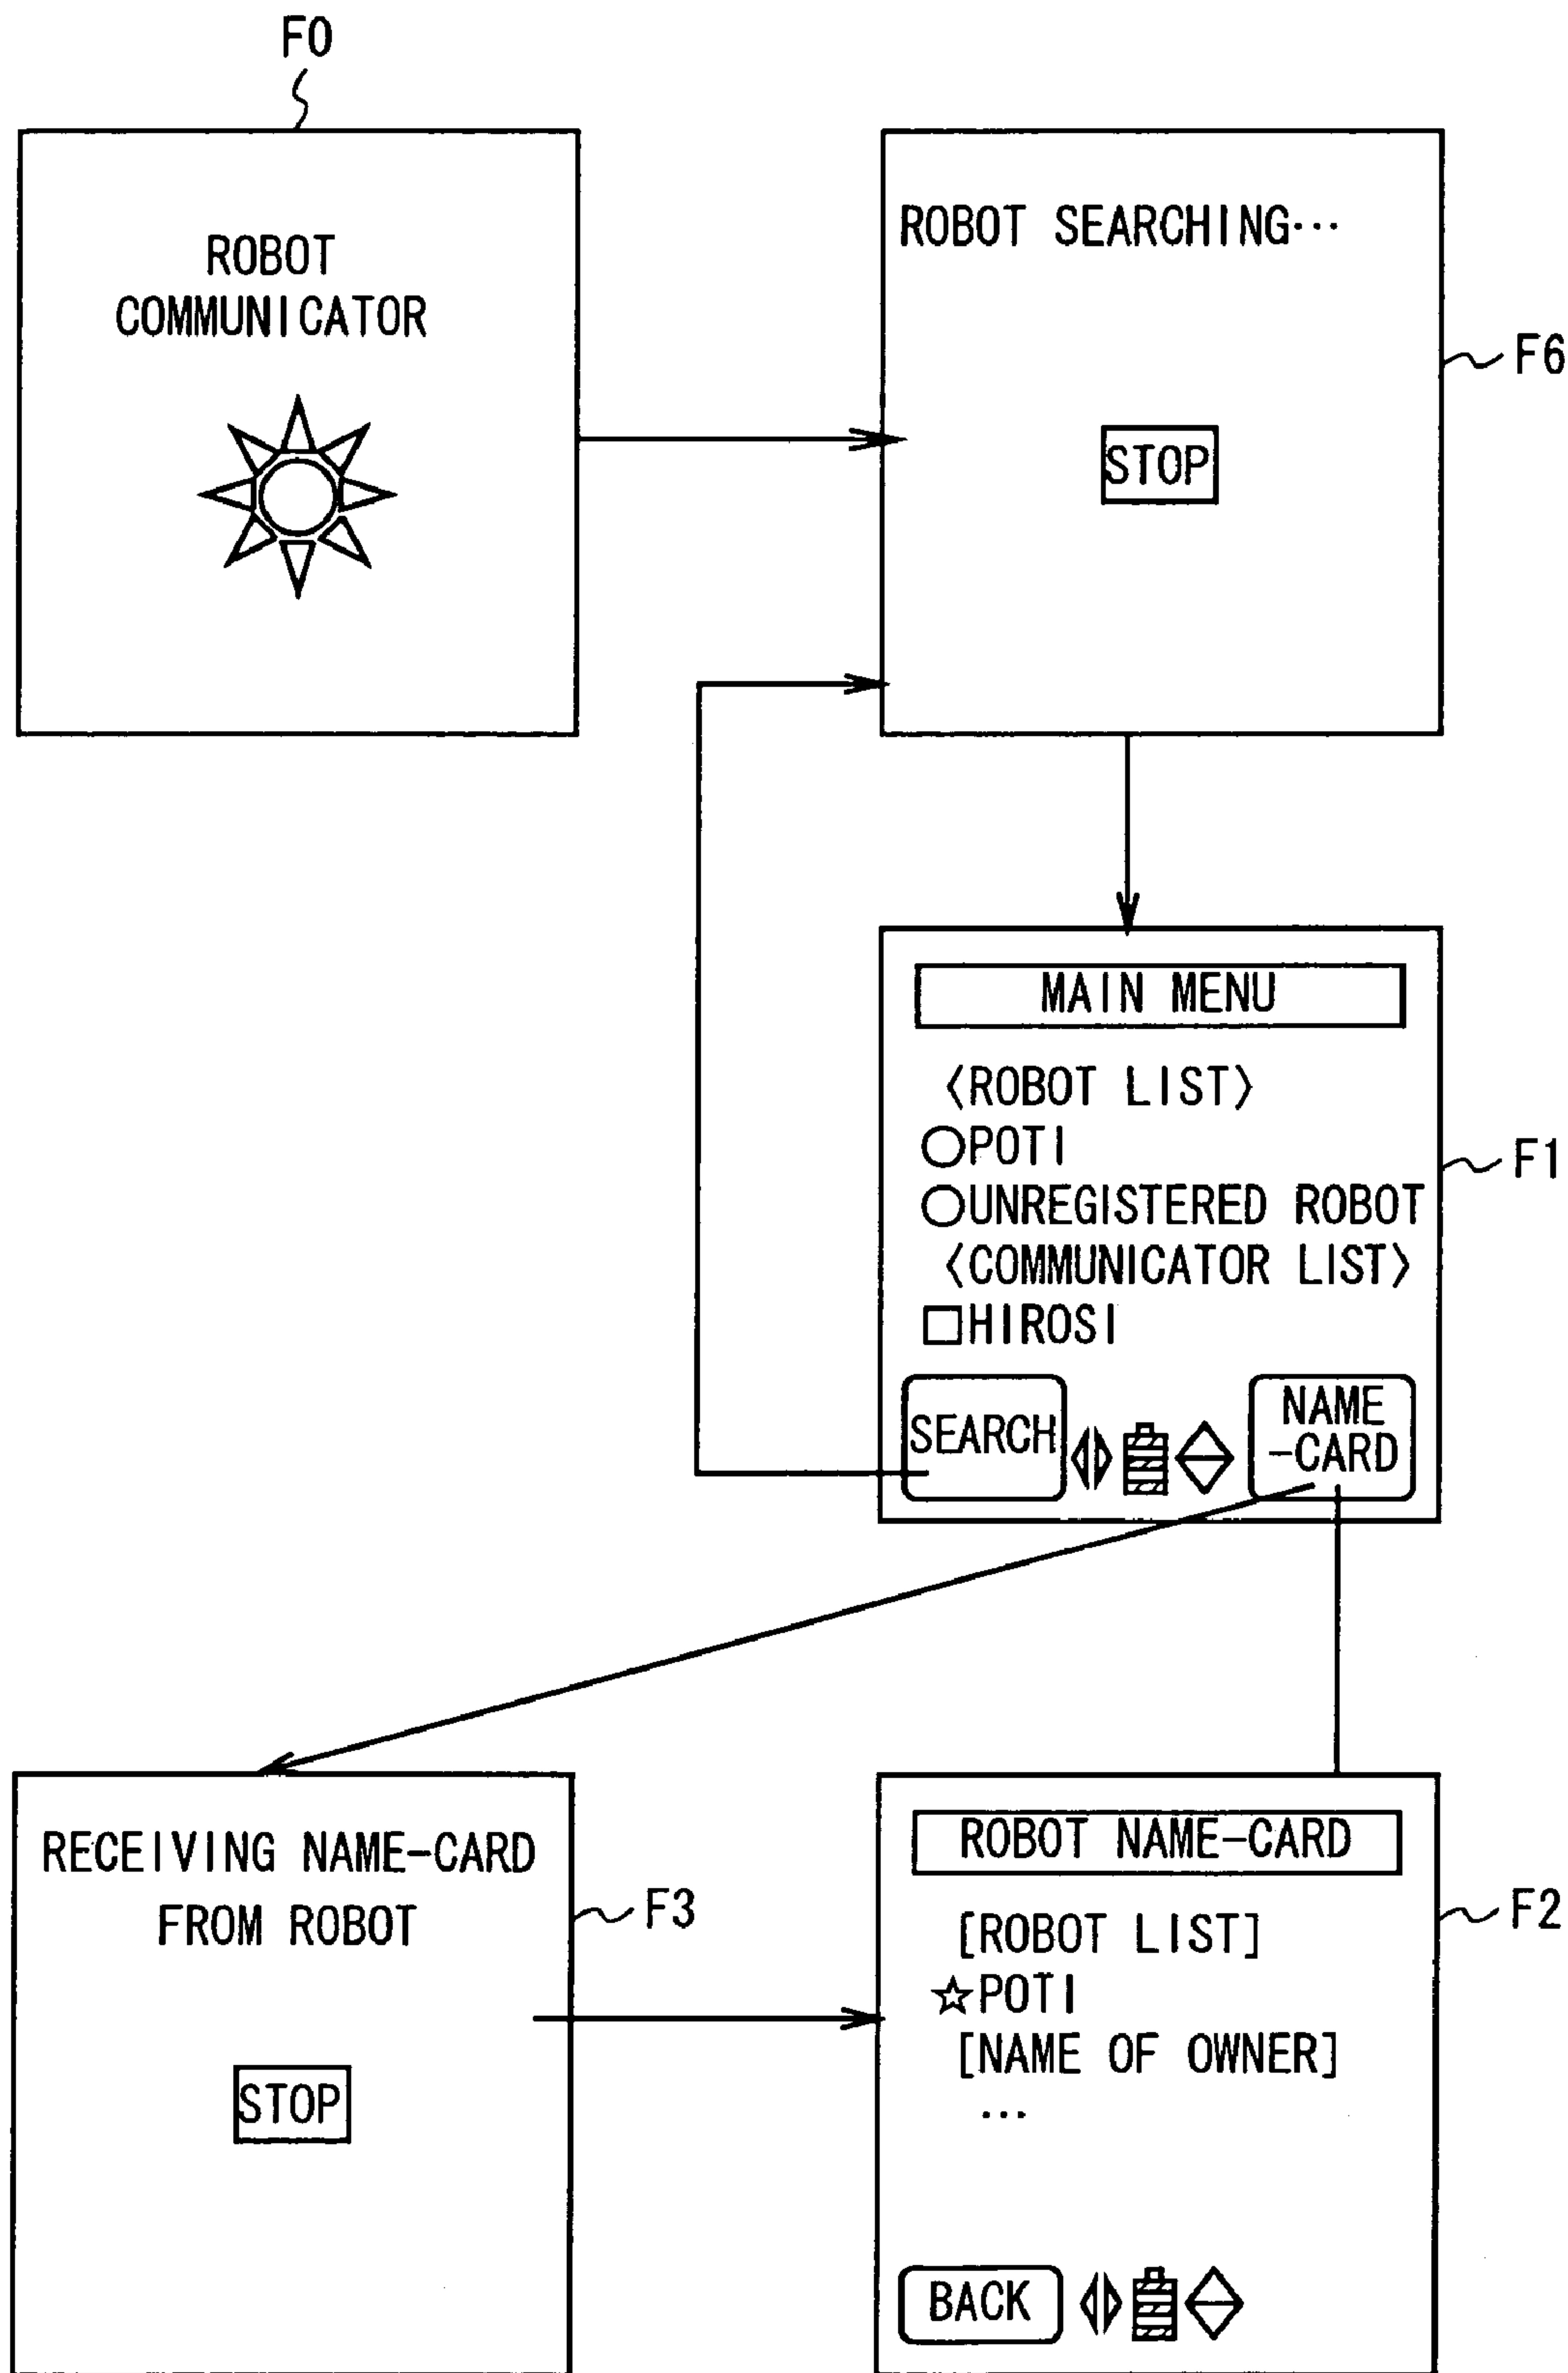 F0
ROBOT
COMMUNICATOR
ROBOT SEARCHING···
STOP
F6
MAIN MENU
〈ROBOT LIST〉
○POTI
○UNREGISTERED ROBOT
〈COMMUNICATOR LIST〉
□HIROSI
SEARCH
NAME
-CARD
F1
RECEIVING NAME-CARD
FROM ROBOT
STOP
F3
ROBOT NAME-CARD
[ROBOT LIST]
☆POTI
[NAME OF OWNER]
···
BACK
F2